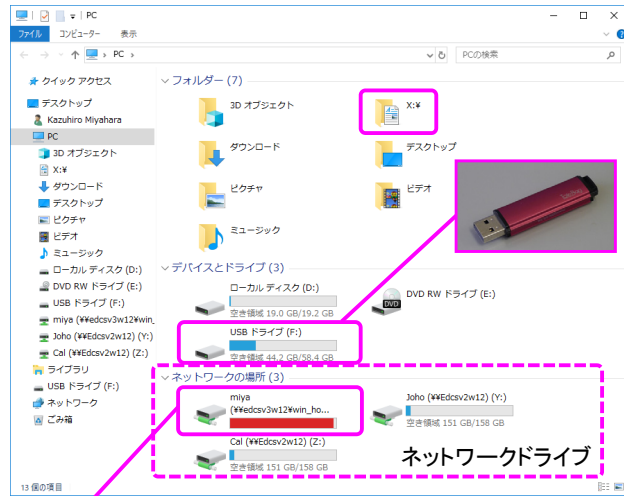 PC
ファイル コンピューター 表示
PC
PCの検索
クイック アクセス
デスクトップ
Kazuhiro Miyahara
PC
3D オブジェクト
X:¥
ダウンロード
デスクトップ
ピクチャ
ビデオ
ミュージック
ローカル ディスク (D:)
DVD RW ドライブ (E:)
USB ドライブ (F:)
miya (¥¥edcsv3w12¥win_
Joho (¥¥Edcsv2w12) (Y:)
Cal (¥¥Edcsv2w12) (Z:)
ライブラリ
USB ドライブ (F:)
ネットワーク
ごみ箱
フォルダー (7)
3D オブジェクト
X:¥
ダウンロード
デスクトップ
ピクチャ
ビデオ
ミュージック
デバイスとドライブ (3)
ローカル ディスク (D:)
空き領域 19.0 GB/19.2 GB
DVD RW ドライブ (E:)
DVD
USB ドライブ (F:)
空き領域 44.2 GB/58.4 GB
ネットワークの場所 (3)
miya
(¥¥edcsv3w12¥win_ho...
Joho (¥¥Edcsv2w12) (Y:)
空き領域 151 GB/158 GB
Cal (¥¥Edcsv2w12) (Z:)
空き領域 151 GB/158 GB
ネットワークドライブ
13 個の項目